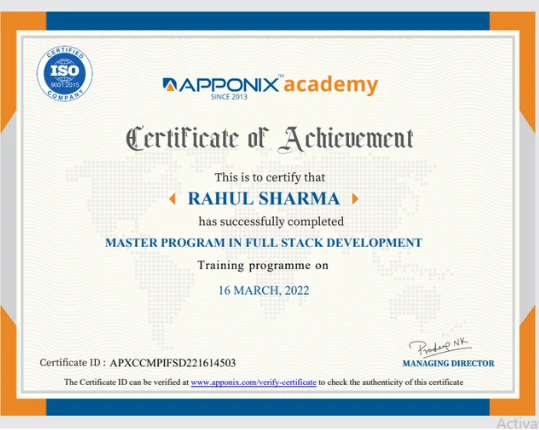 CERTIFIED
ISO
9001:2015
COMPANY
APPONIX™ academy
SINCE 2013
Certificate of Achievement
This is to certify that
RAHUL SHARMA
has successfully completed
MASTER PROGRAM IN FULL STACK DEVELOPMENT
Training programme on
16 MARCH, 2022
Pradeep NK
Certificate ID : APXCCMPIFSD221614503
MANAGING DIRECTOR
The Certificate ID can be verified at www.apponix.com/verify-certificate to check the authenticity of this certificate
Activa